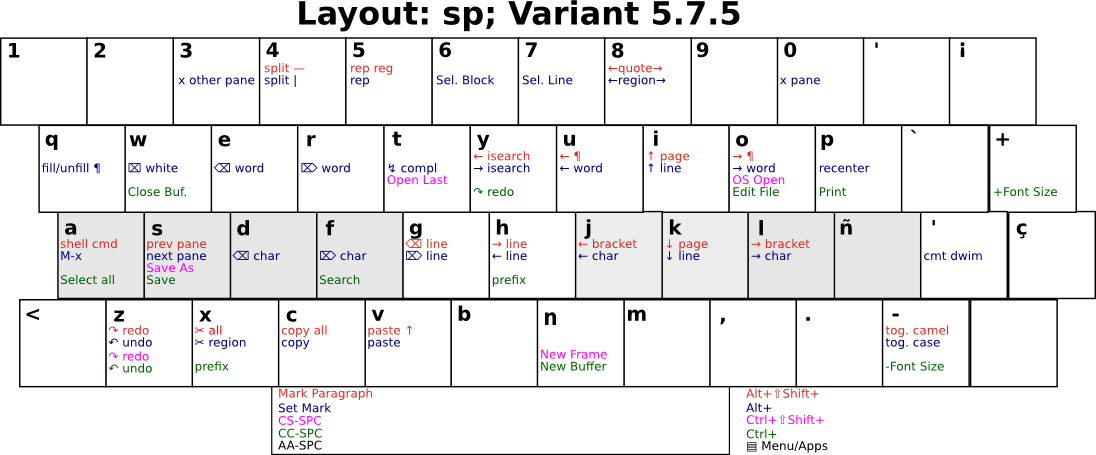 Layout: sp; Variant 5.7.5
1 2 3 4 5 6 7 8 9 0 ' ¡
split — rep reg ←quote→
x other pane split | rep Sel. Block Sel. Line ←region→ x pane
q w e r t y u i o p ` +
← isearch ← ¶ ↑ page → ¶
fill/unfill ¶ ⌧ white ⌫ word ⌦ word ↯ compl → isearch ← word ↑ line → word recenter
Open Last OS Open
Close Buf. ↷ redo Edit File Print +Font Size
a s d f g h j k l ñ ' ç
shell cmd prev pane ⌫ line → line ← bracket ↓ page → bracket
M-x next pane ⌫ char ⌦ char ⌦ line ← line ← char ↓ line → char cmt dwim
Save As
Select all Save Search prefix
< z x c v b n m , . -
↷ redo ✂ all copy all paste ↑ tog. camel
↶ undo ✂ region copy paste tog. case
↷ redo New Frame
↶ undo prefix New Buffer -Font Size
Mark Paragraph Alt+⇧Shift+
Set Mark Alt+
CS-SPC Ctrl+⇧Shift+
CC-SPC Ctrl+
AA-SPC ▤ Menu/Apps